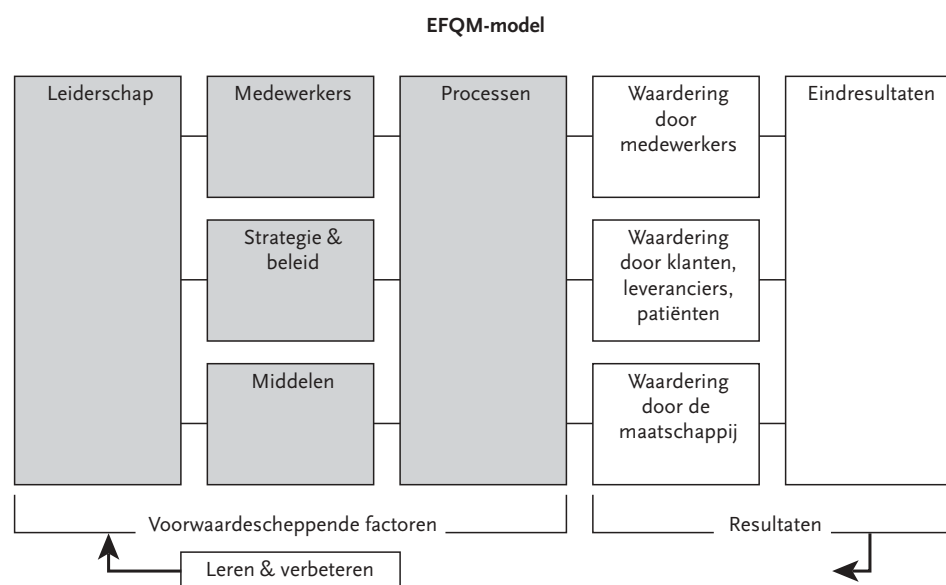 EFQM-model
Leiderschap
Medewerkers
Processen
Waardering
door
medewerkers
Eindresultaten
Strategie &
beleid
Waardering
door klanten,
leveranciers,
patiënten
Middelen
Waardering
door de
maatschappij
Voorwaardescheppende factoren
Resultaten
Leren & verbeteren